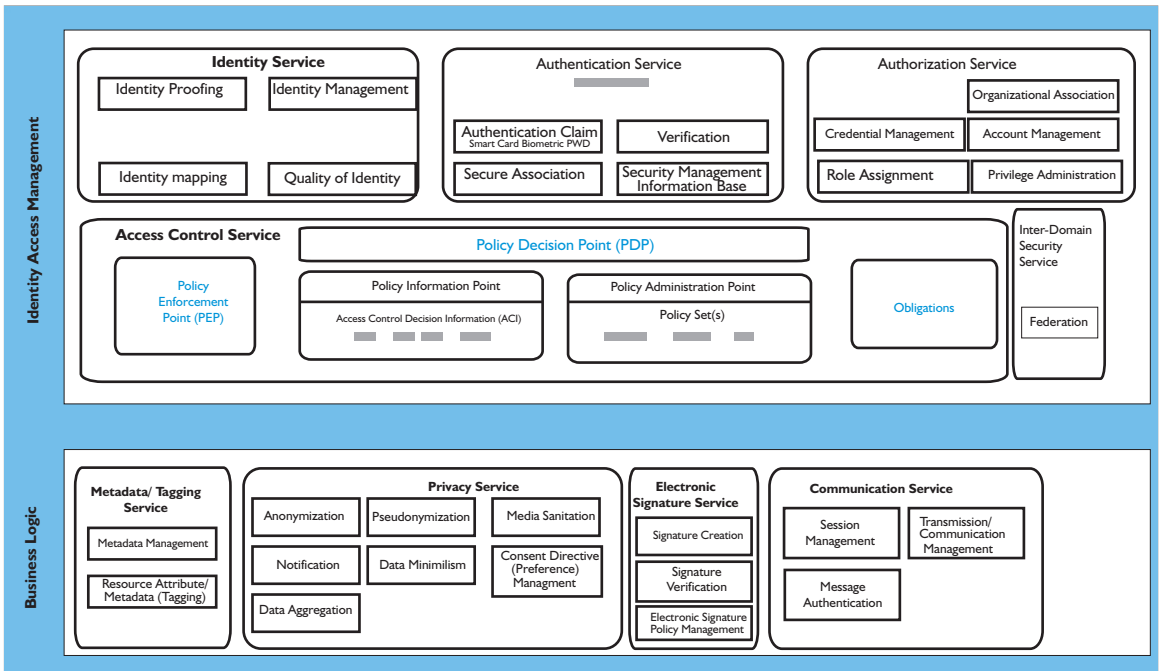 Identity Access Management
Identity Service
Identity Proofing
Identity Management
Identity mapping
Quality of Identity
Authentication Service
Authentication Claim
Smart Card Biometric PWD
Verification
Secure Association
Security Management
Information Base
Authorization Service
Organizational Association
Credential Management
Account Management
Role Assignment
Privilege Administration
Access Control Service
Policy Decision Point (PDP)
Policy
Enforcement
Point (PEP)
Policy Information Point
Access Control Decision Information (ACI)
Policy Administration Point
Policy Set(s)
Obligations
Inter-Domain
Security
Service
Federation
Business Logic
Metadata/ Tagging
Service
Metadata Management
Resource Attribute/
Metadata (Tagging)
Privacy Service
Anonymization
Pseudonymization
Media Sanitation
Notification
Data Minimilism
Consent Directive
(Preference)
Managment
Data Aggregation
Electronic
Signature Service
Signature Creation
Signature
Verification
Electronic Signature
Policy Management
Communication Service
Session
Management
Transmission/
Communication
Management
Message
Authentication